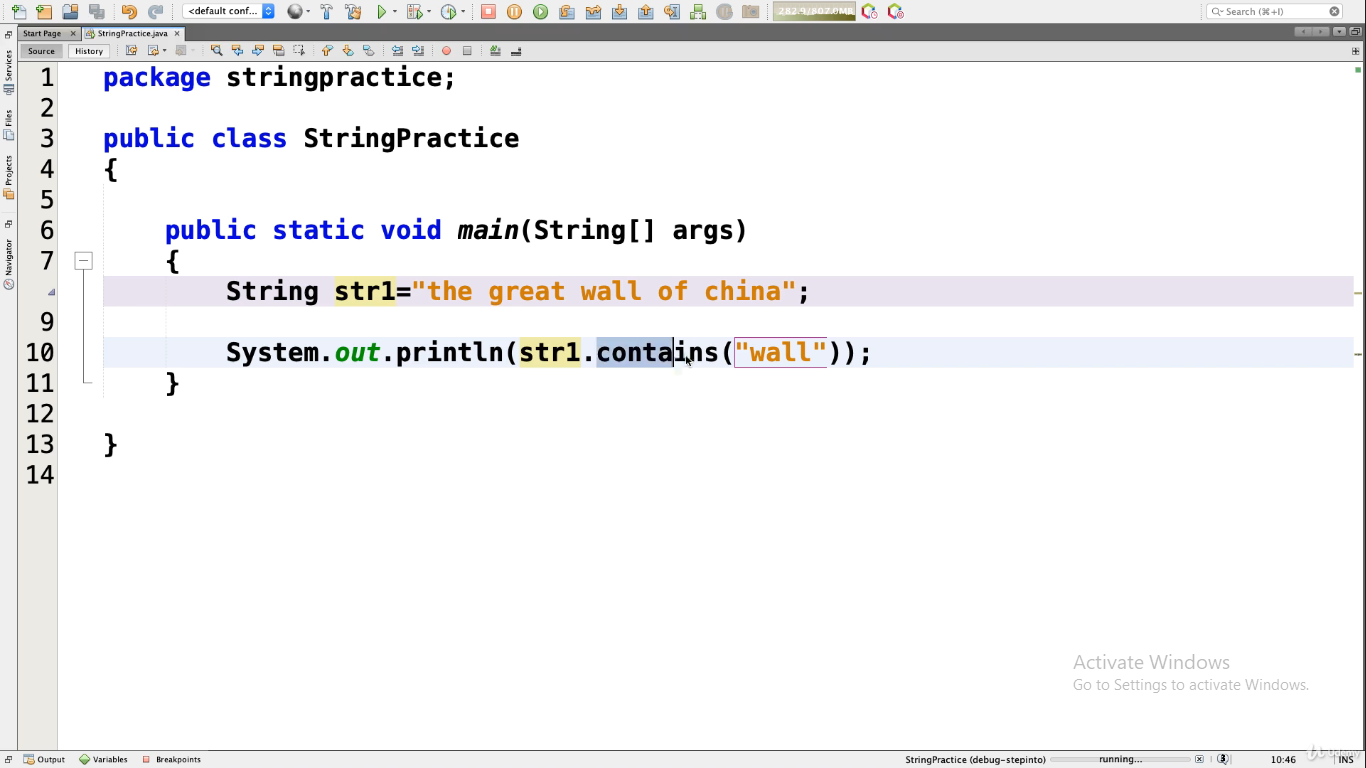 <default conf...
282.9/802.0MB
Search (⌘+I)
Start Page
StringPractice.java
Source
History
Services
Files
Projects
Navigator
1 package stringpractice;
2
3 public class StringPractice
4 {
5
6 public static void main(String[] args)
7 {
String str1="the great wall of china";
9
10 System.out.println(str1.contains("wall"));
11 }
12
13 }
14
Activate Windows
Go to Settings to activate Windows.
Output
Variables
Breakpoints
StringPractice (debug-stepinto)
running...
3
10:46
INS
Udemy